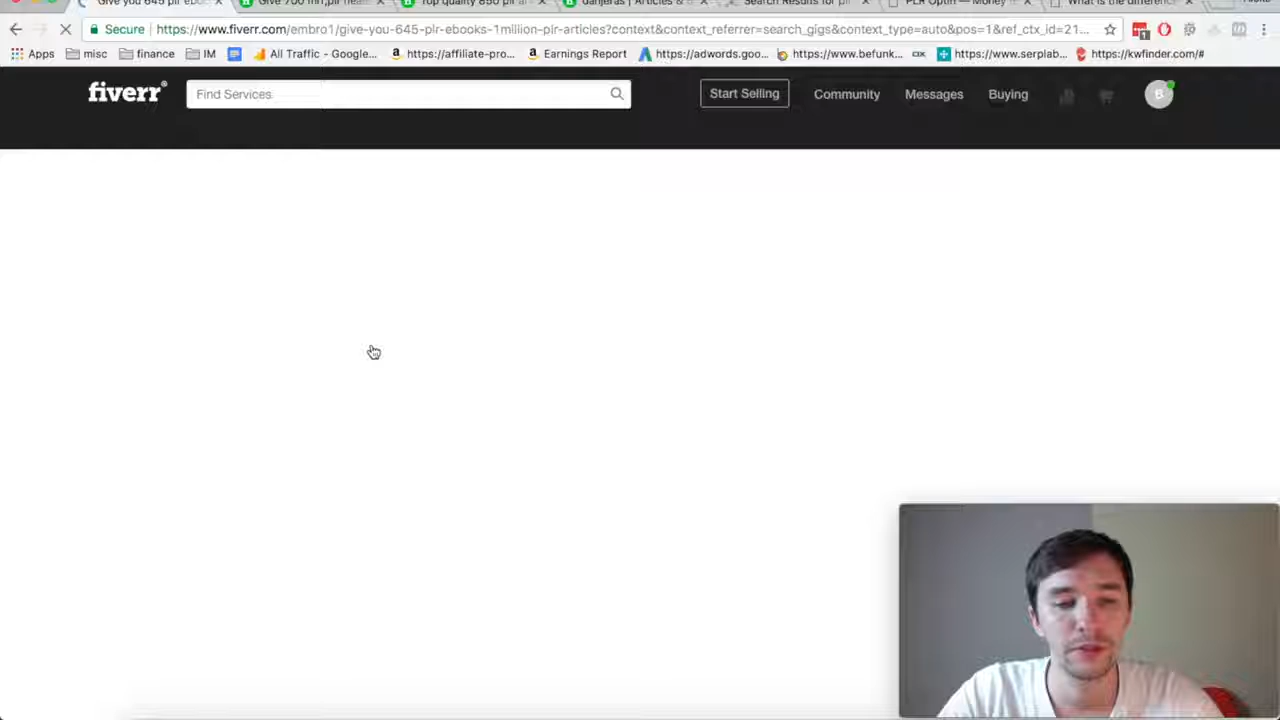 Give you 645 plr ebo
Give 700 mrr,plr hea
Top quality 850 plr a
danjeras | Articles &
Search Results for pl
PLR Optin — Money
What is the differenc
Secure
https://www.fiverr.com/embro1/give-you-645-plrebooks-1million-plr-articles?context&context_referrer=search_gigs&context_type=auto&pos=1&ref_ctx_id=21...
Apps
misc
finance
IM
All Traffic - Google...
https://affiliate-pro...
Earnings Report
https://adwords.goo...
https://www.befunk...
CJX
https://www.serplab...
https://kwfinder.com/#
fiverr®
Find Services
Start Selling
Community
Messages
Buying
B